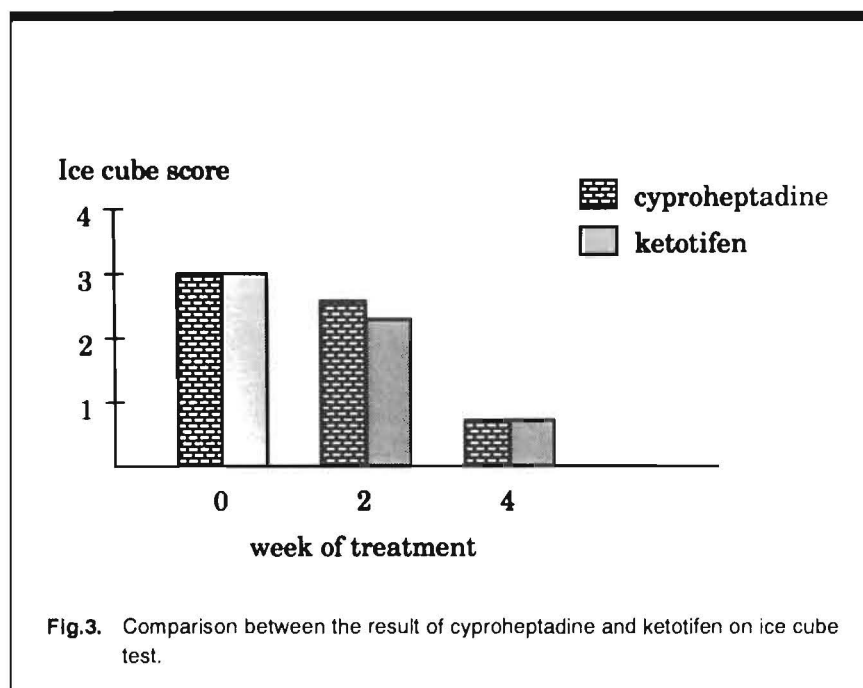 Ice cube score
cyproheptadine
ketotifen
4
3
2
1
0 2 4
week of treatment
Fig.3. Comparison between the result of cyproheptadine and ketotifen on ice cube
test.